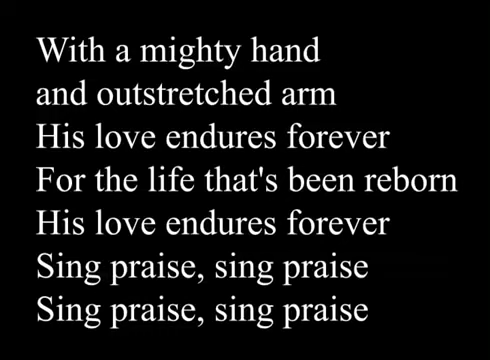 With a mighty hand
and outstretched arm
His love endures forever
For the life that's been reborn
His love endures forever
Sing praise, sing praise
Sing praise, sing praise